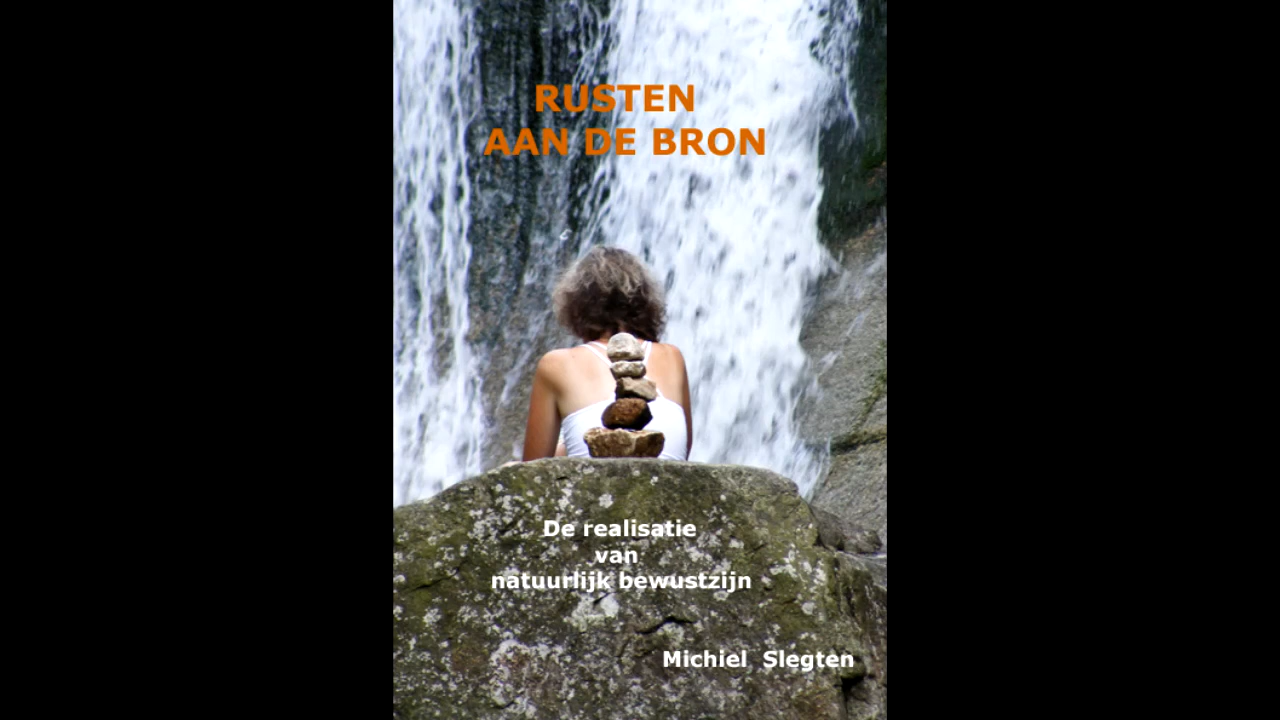 RUSTEN
AAN DE BRON
De realisatie
van
natuurlijk bewustzijn
Michiel Slegten